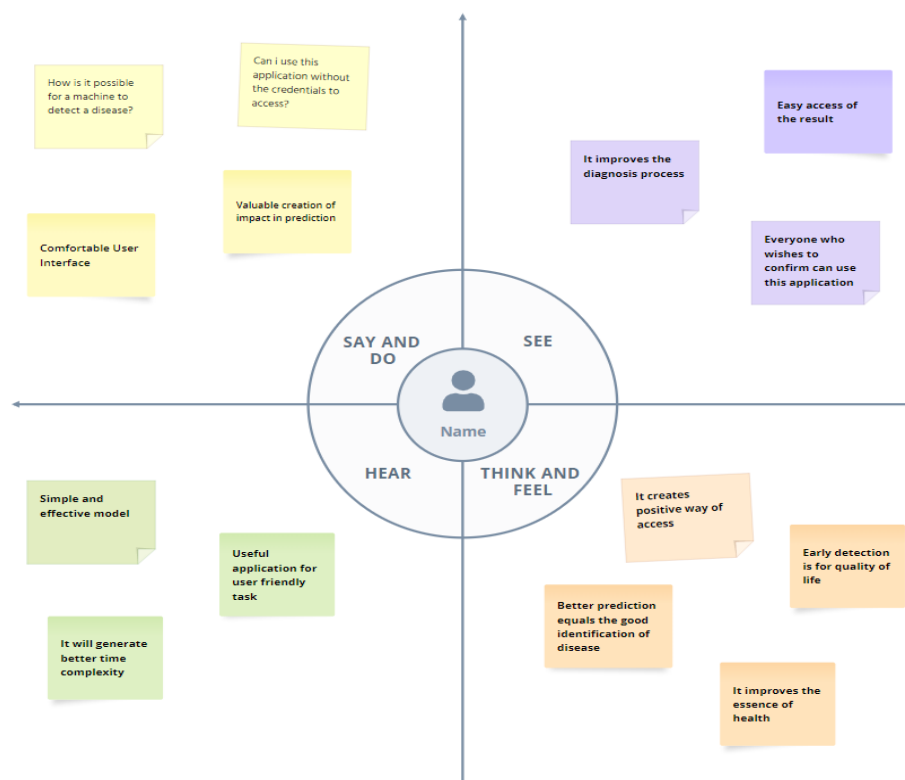 How is it possible
for a machine to
detect a disease?
Can i use this
application without
the credentials to
access?
Comfortable User
Interface
Valuable creation of
impact in prediction
Easy access of
the result
It improves the
diagnosis process
Everyone who
wishes to
confirm can use
this application
SAY AND
DO
SEE
Name
HEAR
THINK AND
FEEL
Simple and
effective model
Useful
application for
user friendly
task
It will generate
better time
complexity
It creates
positive way of
access
Early detection
is for quality of
life
Better prediction
equals the good
identification of
disease
It improves the
essence of
health